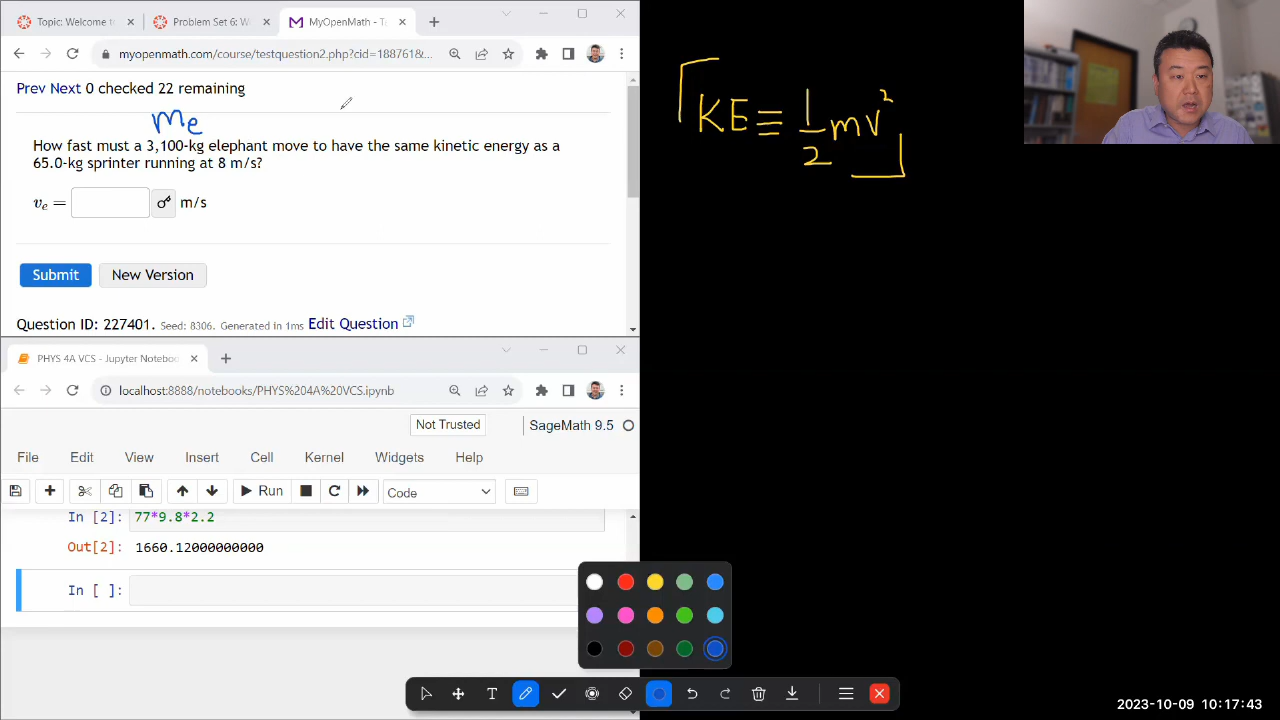 Topic: Welcome to
Problem Set 6: W
MyOpenMath - Te
myopenmath.com/course/testquestion2.php?cid=188761&...
Prev Next 0 checked 22 remaining
me
How fast must a 3,100-kg elephant move to have the same kinetic energy as a
65.0-kg sprinter running at 8 m/s?
ve = m/s
Submit New Version
Question ID: 227401. Seed: 8306. Generated in 1ms Edit Question
KE ≡ 1/2 mv²
PHYS 4A VCS - Jupyter Notebo
localhost:8888/notebooks/PHYS%204A%20VCS.ipynb
Not Trusted SageMath 9.5
File Edit View Insert Cell Kernel Widgets Help
Run Code
In [2]: 77*9.8*2.2
Out[2]: 1660.12000000000
In [ ]:
T
2023-10-09 10:17:43